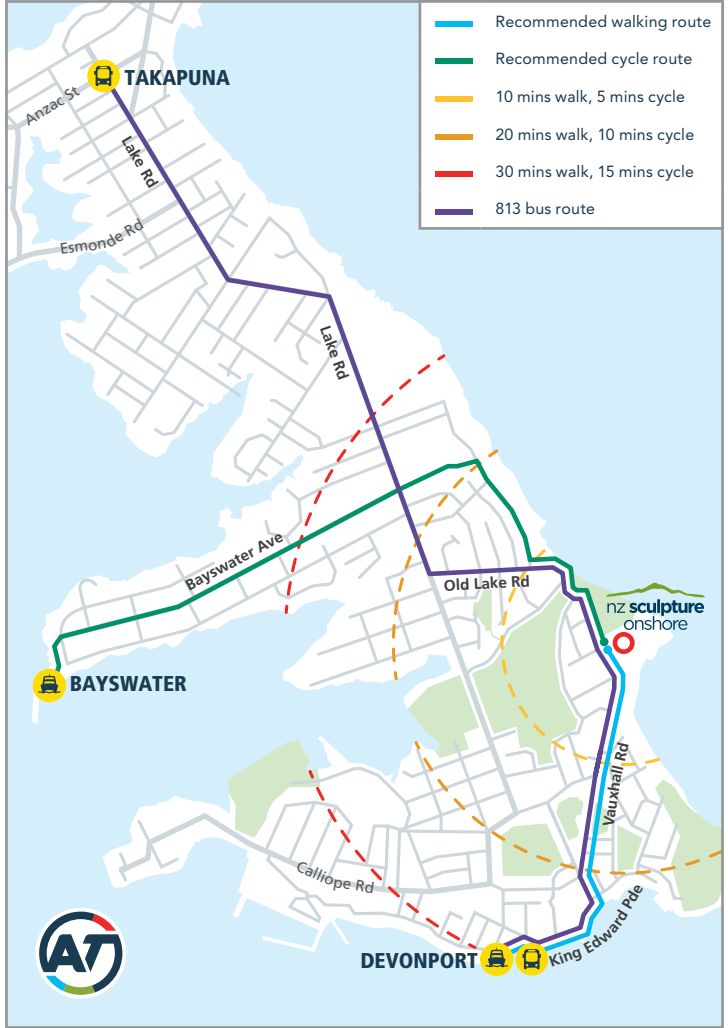 Recommended walking route
Recommended cycle route
10 mins walk, 5 mins cycle
20 mins walk, 10 mins cycle
30 mins walk, 15 mins cycle
813 bus route
TAKAPUNA
Anzac St
Lake Rd
Esmonde Rd
Lake Rd
Bayswater Ave
Old Lake Rd
nz sculpture
onshore
BAYSWATER
Vauxhall Rd
Calliope Rd
King Edward Pde
DEVONPORT
AT